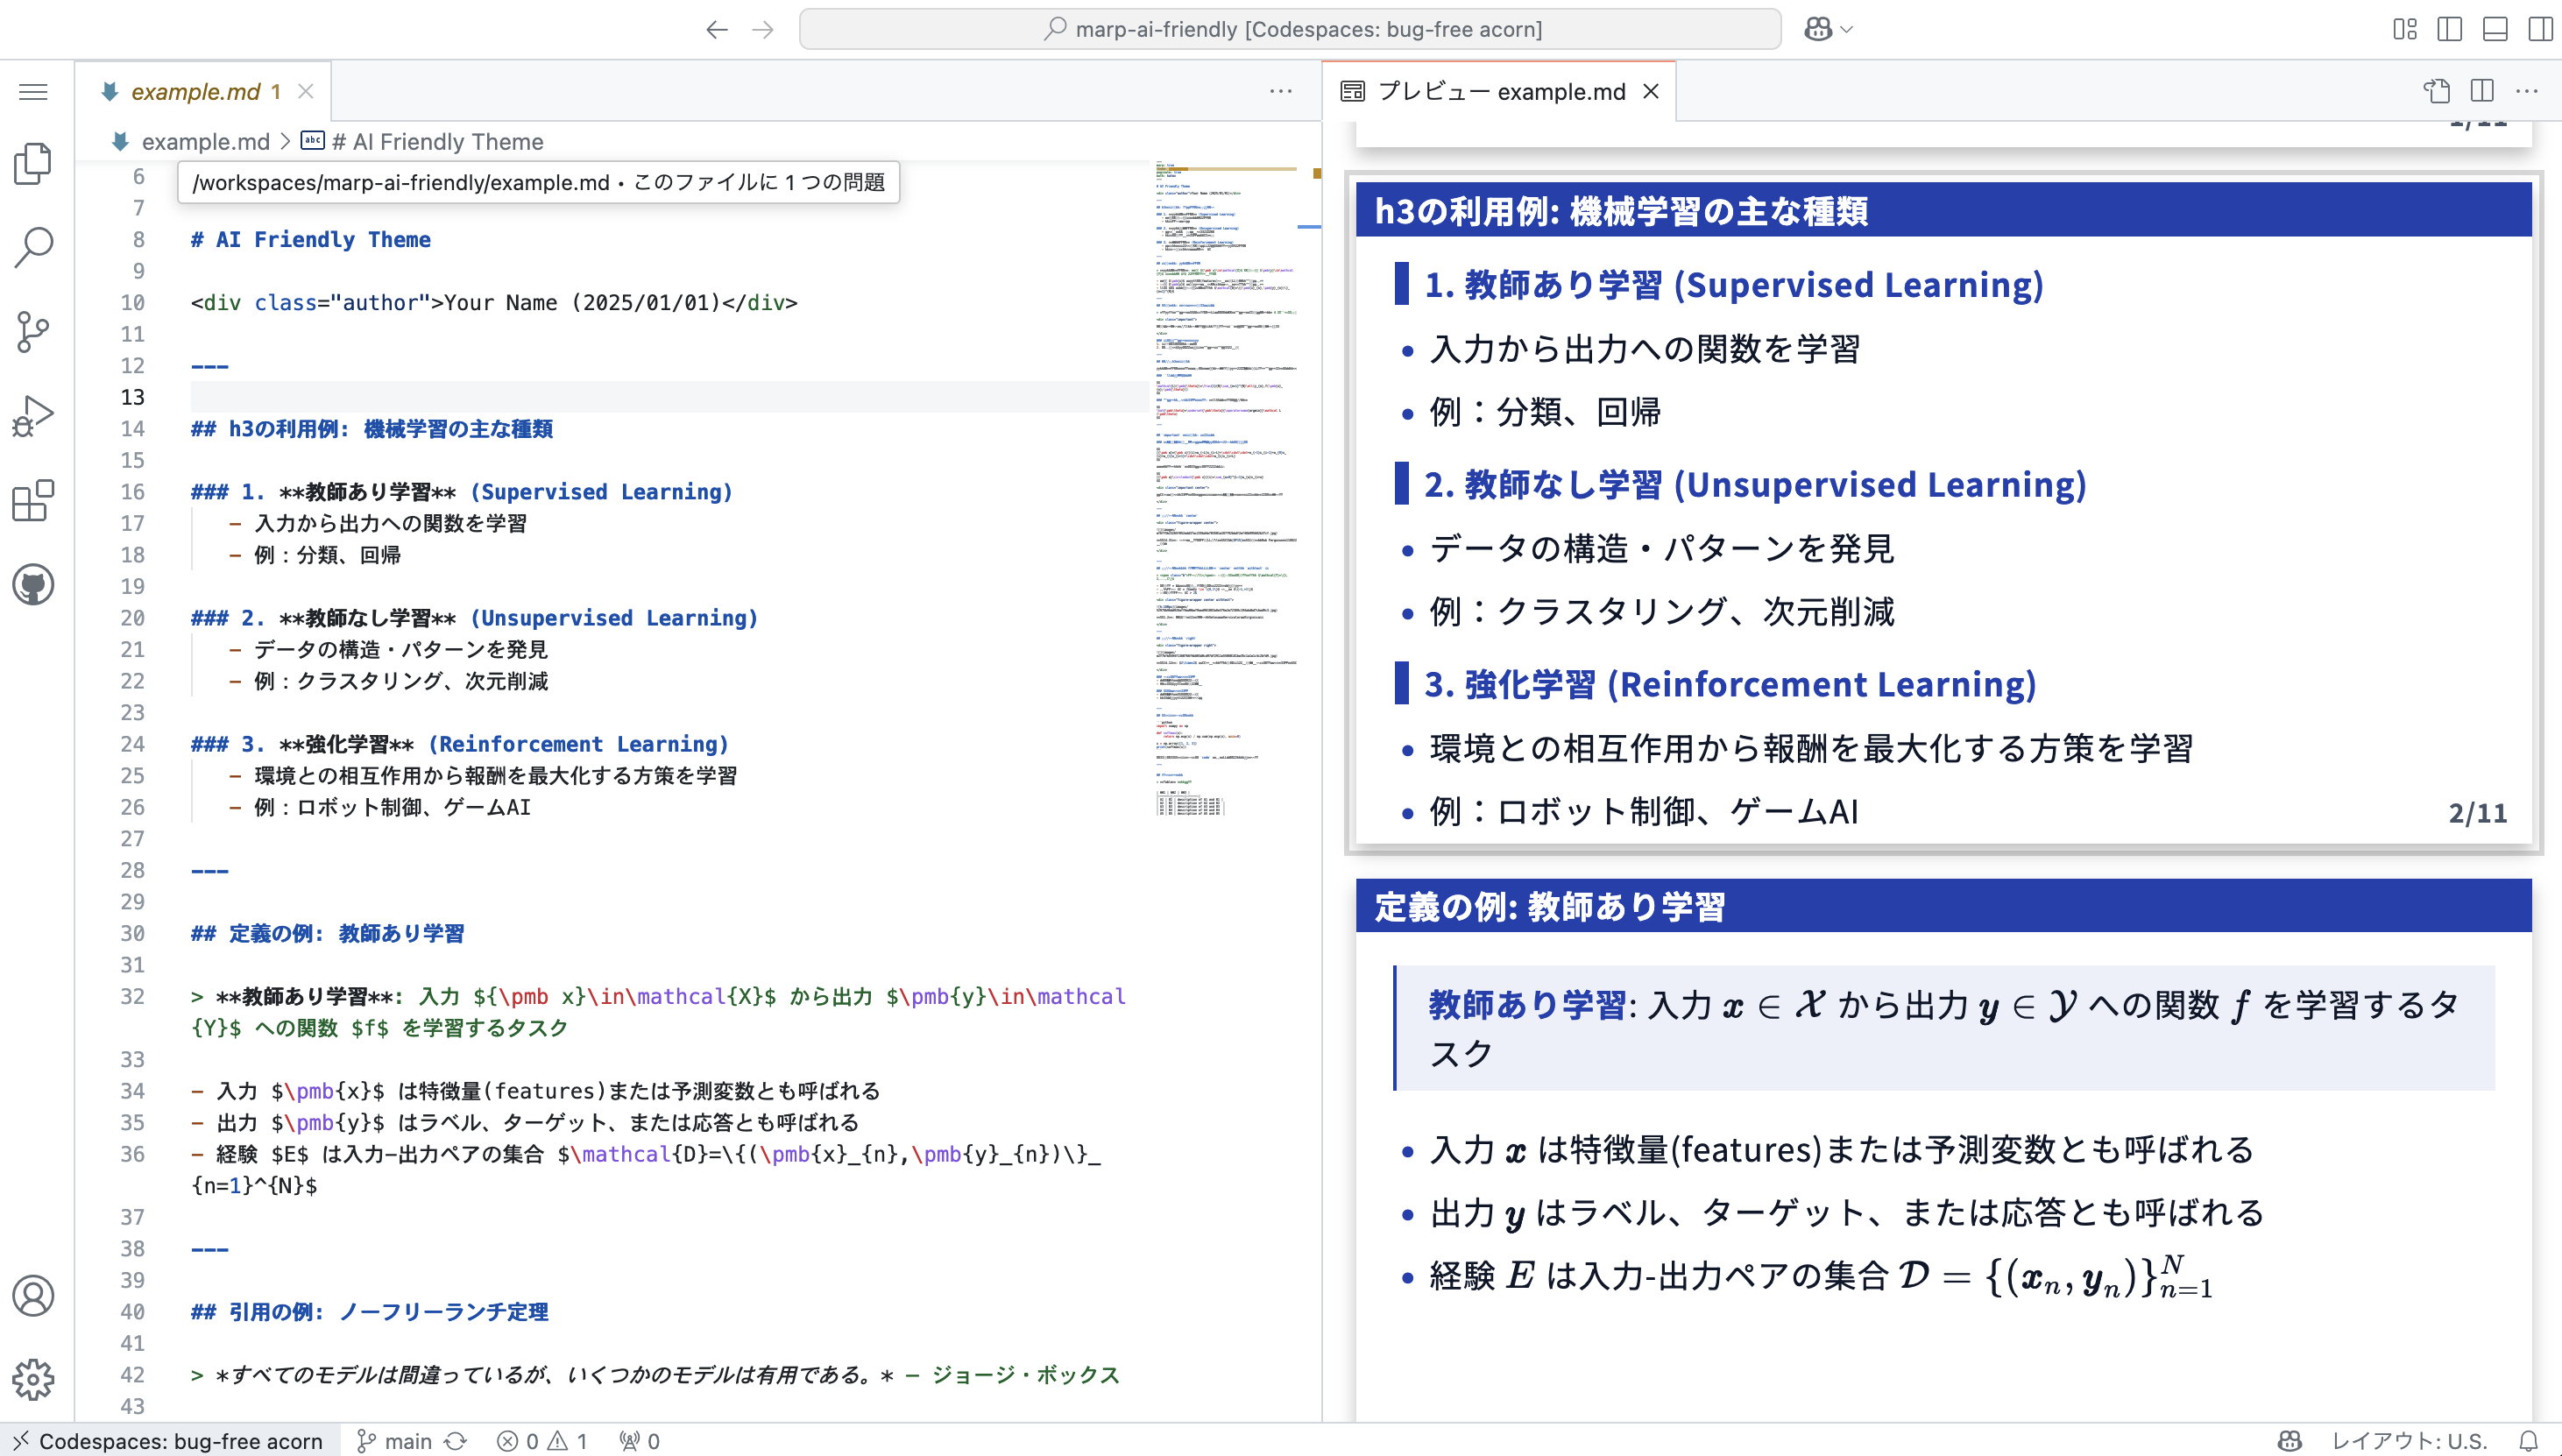 marp-ai-friendly [Codespaces: bug-free acorn]
example.md 1
プレビュー example.md
example.md > # AI Friendly Theme
/workspaces/marp-ai-friendly/example.md • このファイルに 1 つの問題
6
7
8 # AI Friendly Theme
9
10 <div class="author">Your Name (2025/01/01)</div>
11
12 ---
13
14 ## h3の利用例: 機械学習の主な種類
15
16 ### 1. **教師あり学習** (Supervised Learning)
17 - 入力から出力への関数を学習
18 - 例：分類、回帰
19
20 ### 2. **教師なし学習** (Unsupervised Learning)
21 - データの構造・パターンを発見
22 - 例：クラスタリング、次元削減
23
24 ### 3. **強化学習** (Reinforcement Learning)
25 - 環境との相互作用から報酬を最大化する方策を学習
26 - 例：ロボット制御、ゲームAI
27
28 ---
29
30 ## 定義の例: 教師あり学習
31
32 > **教師あり学習**: 入力 ${\pmb x}\in\mathcal{X}$ から出力 $\pmb{y}\in\mathcal
{Y}$ への関数 $f$ を学習するタスク
33
34 - 入力 $\pmb{x}$ は特徴量(features)または予測変数とも呼ばれる
35 - 出力 $\pmb{y}$ はラベル、ターゲット、または応答とも呼ばれる
36 - 経験 $E$ は入力-出力ペアの集合 $\mathcal{D}=\{(\pmb{x}_{n},\pmb{y}_{n})\}_
{n=1}^{N}$
37
38 ---
39
40 ## 引用の例: ノーフリーランチ定理
41
42 > *すべてのモデルは間違っているが、いくつかのモデルは有用である。* — ジョージ・ボックス
43
1/11
h3の利用例: 機械学習の主な種類
1. 教師あり学習 (Supervised Learning)
• 入力から出力への関数を学習
• 例：分類、回帰
2. 教師なし学習 (Unsupervised Learning)
• データの構造・パターンを発見
• 例：クラスタリング、次元削減
3. 強化学習 (Reinforcement Learning)
• 環境との相互作用から報酬を最大化する方策を学習
• 例：ロボット制御、ゲームAI
2/11
定義の例: 教師あり学習
教師あり学習: 入力 x ∈ 𝒳 から出力 y ∈ 𝒴 への関数 f を学習するタ
スク
• 入力 x は特徴量(features)または予測変数とも呼ばれる
• 出力 y はラベル、ターゲット、または応答とも呼ばれる
• 経験 E は入力-出力ペアの集合 𝒟 = {(xₙ, yₙ)}ᴺₙ₌₁
Codespaces: bug-free acorn main 0 1 0 レイアウト: U.S.